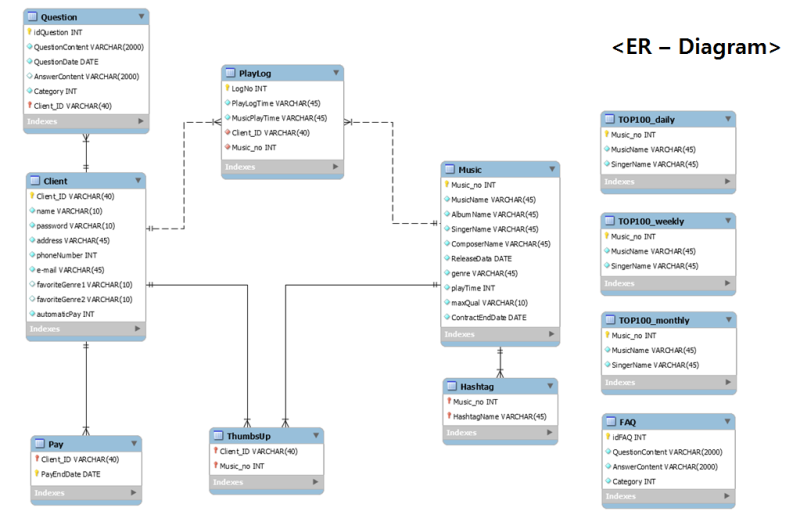 <ER – Diagram>
Question
idQuestion INT
QuestionContent VARCHAR(2000)
QuestionDate DATE
AnswerContent VARCHAR(2000)
Category INT
Client_ID VARCHAR(40)
Indexes
PlayLog
LogNo INT
PlayLogTime VARCHAR(45)
MusicPlayTime VARCHAR(45)
Client_ID VARCHAR(40)
Music_no INT
Indexes
Client
Client_ID VARCHAR(40)
name VARCHAR(10)
password VARCHAR(10)
address VARCHAR(45)
phoneNumber INT
e-mail VARCHAR(45)
favoriteGenre1 VARCHAR(10)
favoriteGenre2 VARCHAR(10)
automaticPay INT
Indexes
Music
Music_no INT
MusicName VARCHAR(45)
AlbumName VARCHAR(45)
SingerName VARCHAR(45)
ComposerName VARCHAR(45)
ReleaseData DATE
genre VARCHAR(45)
playTime INT
maxQual VARCHAR(10)
ContractEndDate DATE
Indexes
Pay
Client_ID VARCHAR(40)
PayEndDate DATE
Indexes
ThumbsUp
Client_ID VARCHAR(40)
Music_no INT
Indexes
Hashtag
Music_no INT
HashtagName VARCHAR(45)
Indexes
TOP100_daily
Music_no INT
MusicName VARCHAR(45)
SingerName VARCHAR(45)
Indexes
TOP100_weekly
Music_no INT
MusicName VARCHAR(45)
SingerName VARCHAR(45)
Indexes
TOP100_monthly
Music_no INT
MusicName VARCHAR(45)
SingerName VARCHAR(45)
Indexes
FAQ
idFAQ INT
QuestionContent VARCHAR(2000)
AnswerContent VARCHAR(2000)
Category INT
Indexes